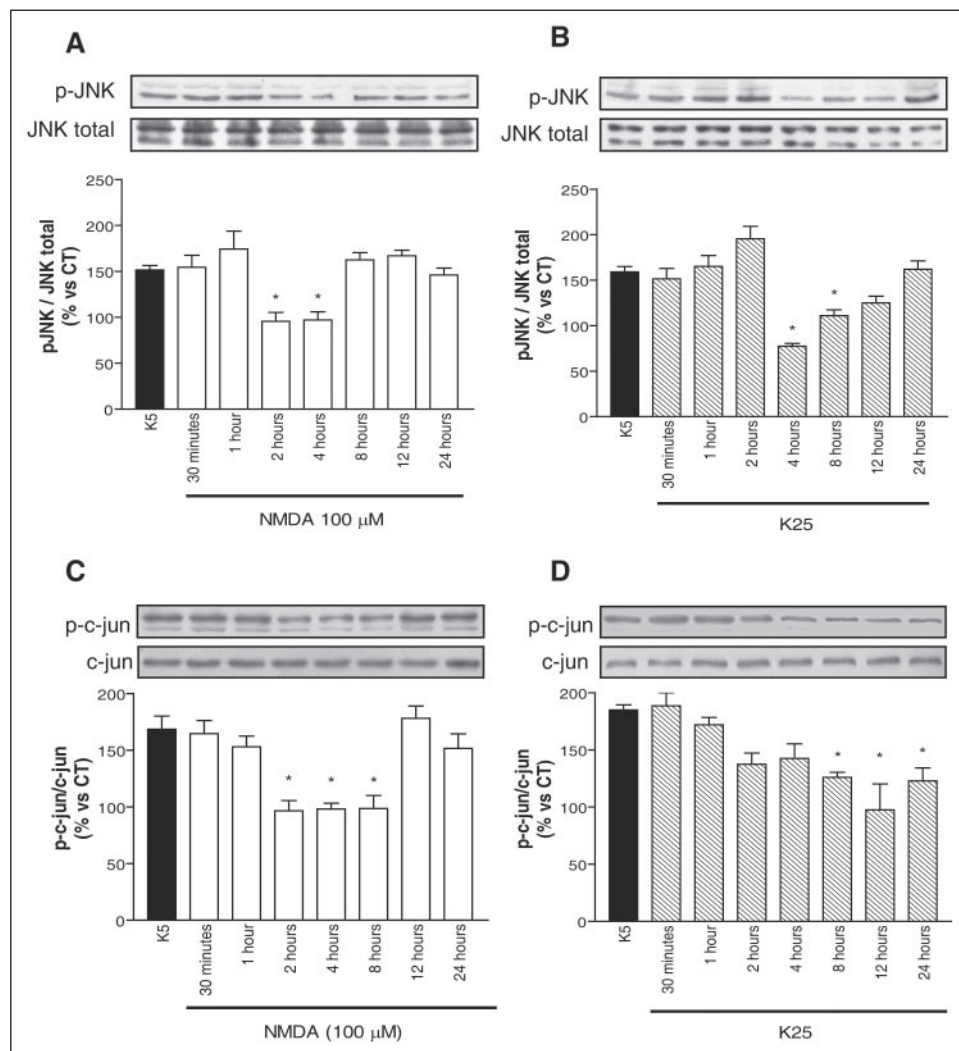 A
p-JNK
JNK total
pJNK / JNK total
(% vs CT)
250
200
150
100
50
0
* *
K5
30 minutes
1 hour
2 hours
4 hours
8 hours
12 hours
24 hours
NMDA 100 µM
B
p-JNK
JNK total
pJNK / JNK total
(% vs CT)
250
200
150
100
50
0
* *
K5
30 minutes
1 hour
2 hours
4 hours
8 hours
12 hours
24 hours
K25
C
p-c-jun
c-jun
p-c-jun/c-jun
(% vs CT)
200
150
100
50
0
* * *
K5
30 minutes
1 hour
2 hours
4 hours
8 hours
12 hours
24 hours
NMDA (100 µM)
D
p-c-jun
c-jun
p-c-jun/c-jun
(% vs CT)
200
150
100
50
0
* * *
K5
30 minutes
1 hour
2 hours
4 hours
8 hours
12 hours
24 hours
K25